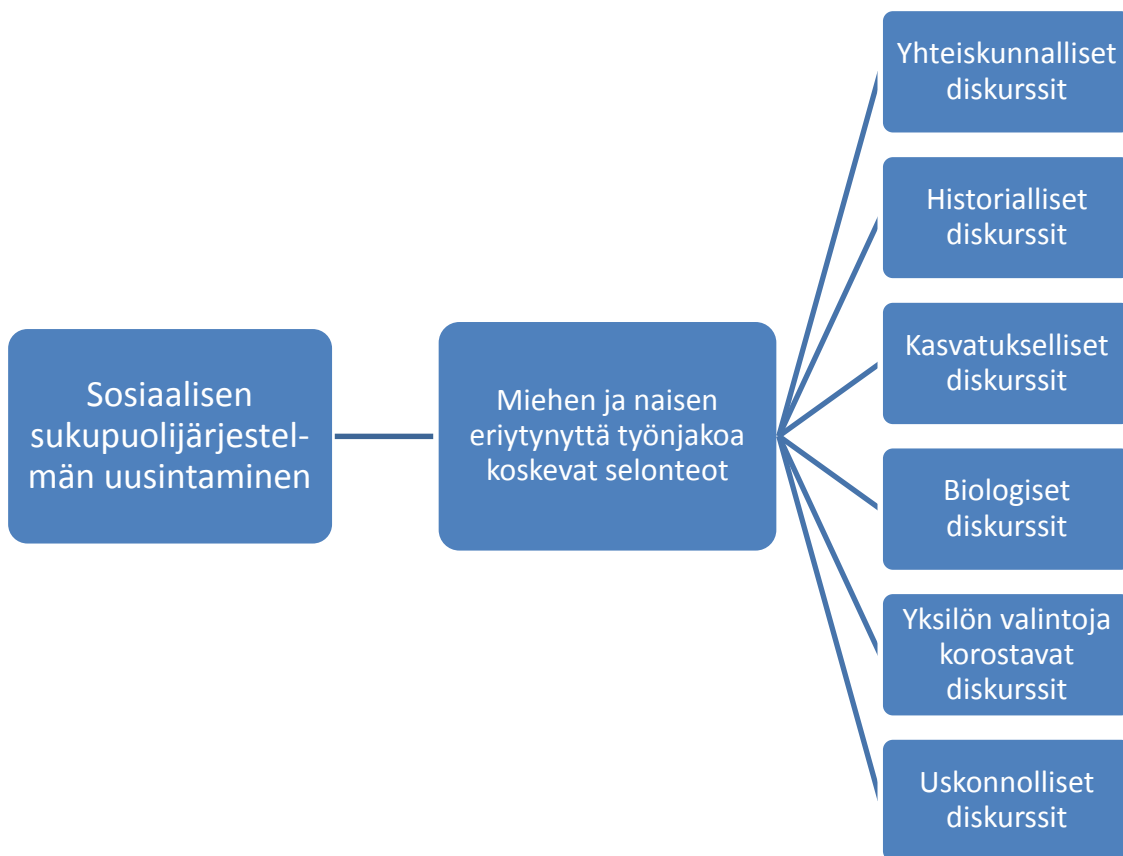 Sosiaalisen
sukupuolijärjestel-
män uusintaminen
Miehen ja naisen
eriytynyttä työnjakoa
koskevat selonteot
Yhteiskunnalliset
diskurssit
Historialliset
diskurssit
Kasvatukselliset
diskurssit
Biologiset
diskurssit
Yksilön valintoja
korostavat
diskurssit
Uskonnolliset
diskurssit